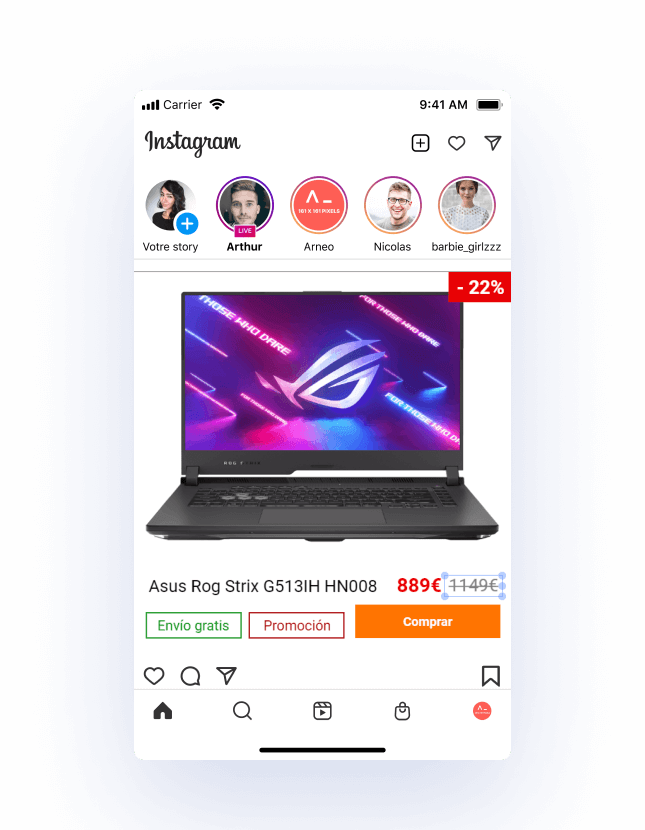 Carrier
9:41 AM
Instagram
161 X 161 PIXELS
LIVE
Votre story
Arthur
Arneo
Nicolas
barbie_girlzzz
- 22%
THOSE WHO DARE
FOR THOSE WHO DARE
FOR THOSE WHO DARE
FOR THOSE WHO
Asus Rog Strix G513IH HN008
889€
1149€
Envío gratis
Promoción
Comprar